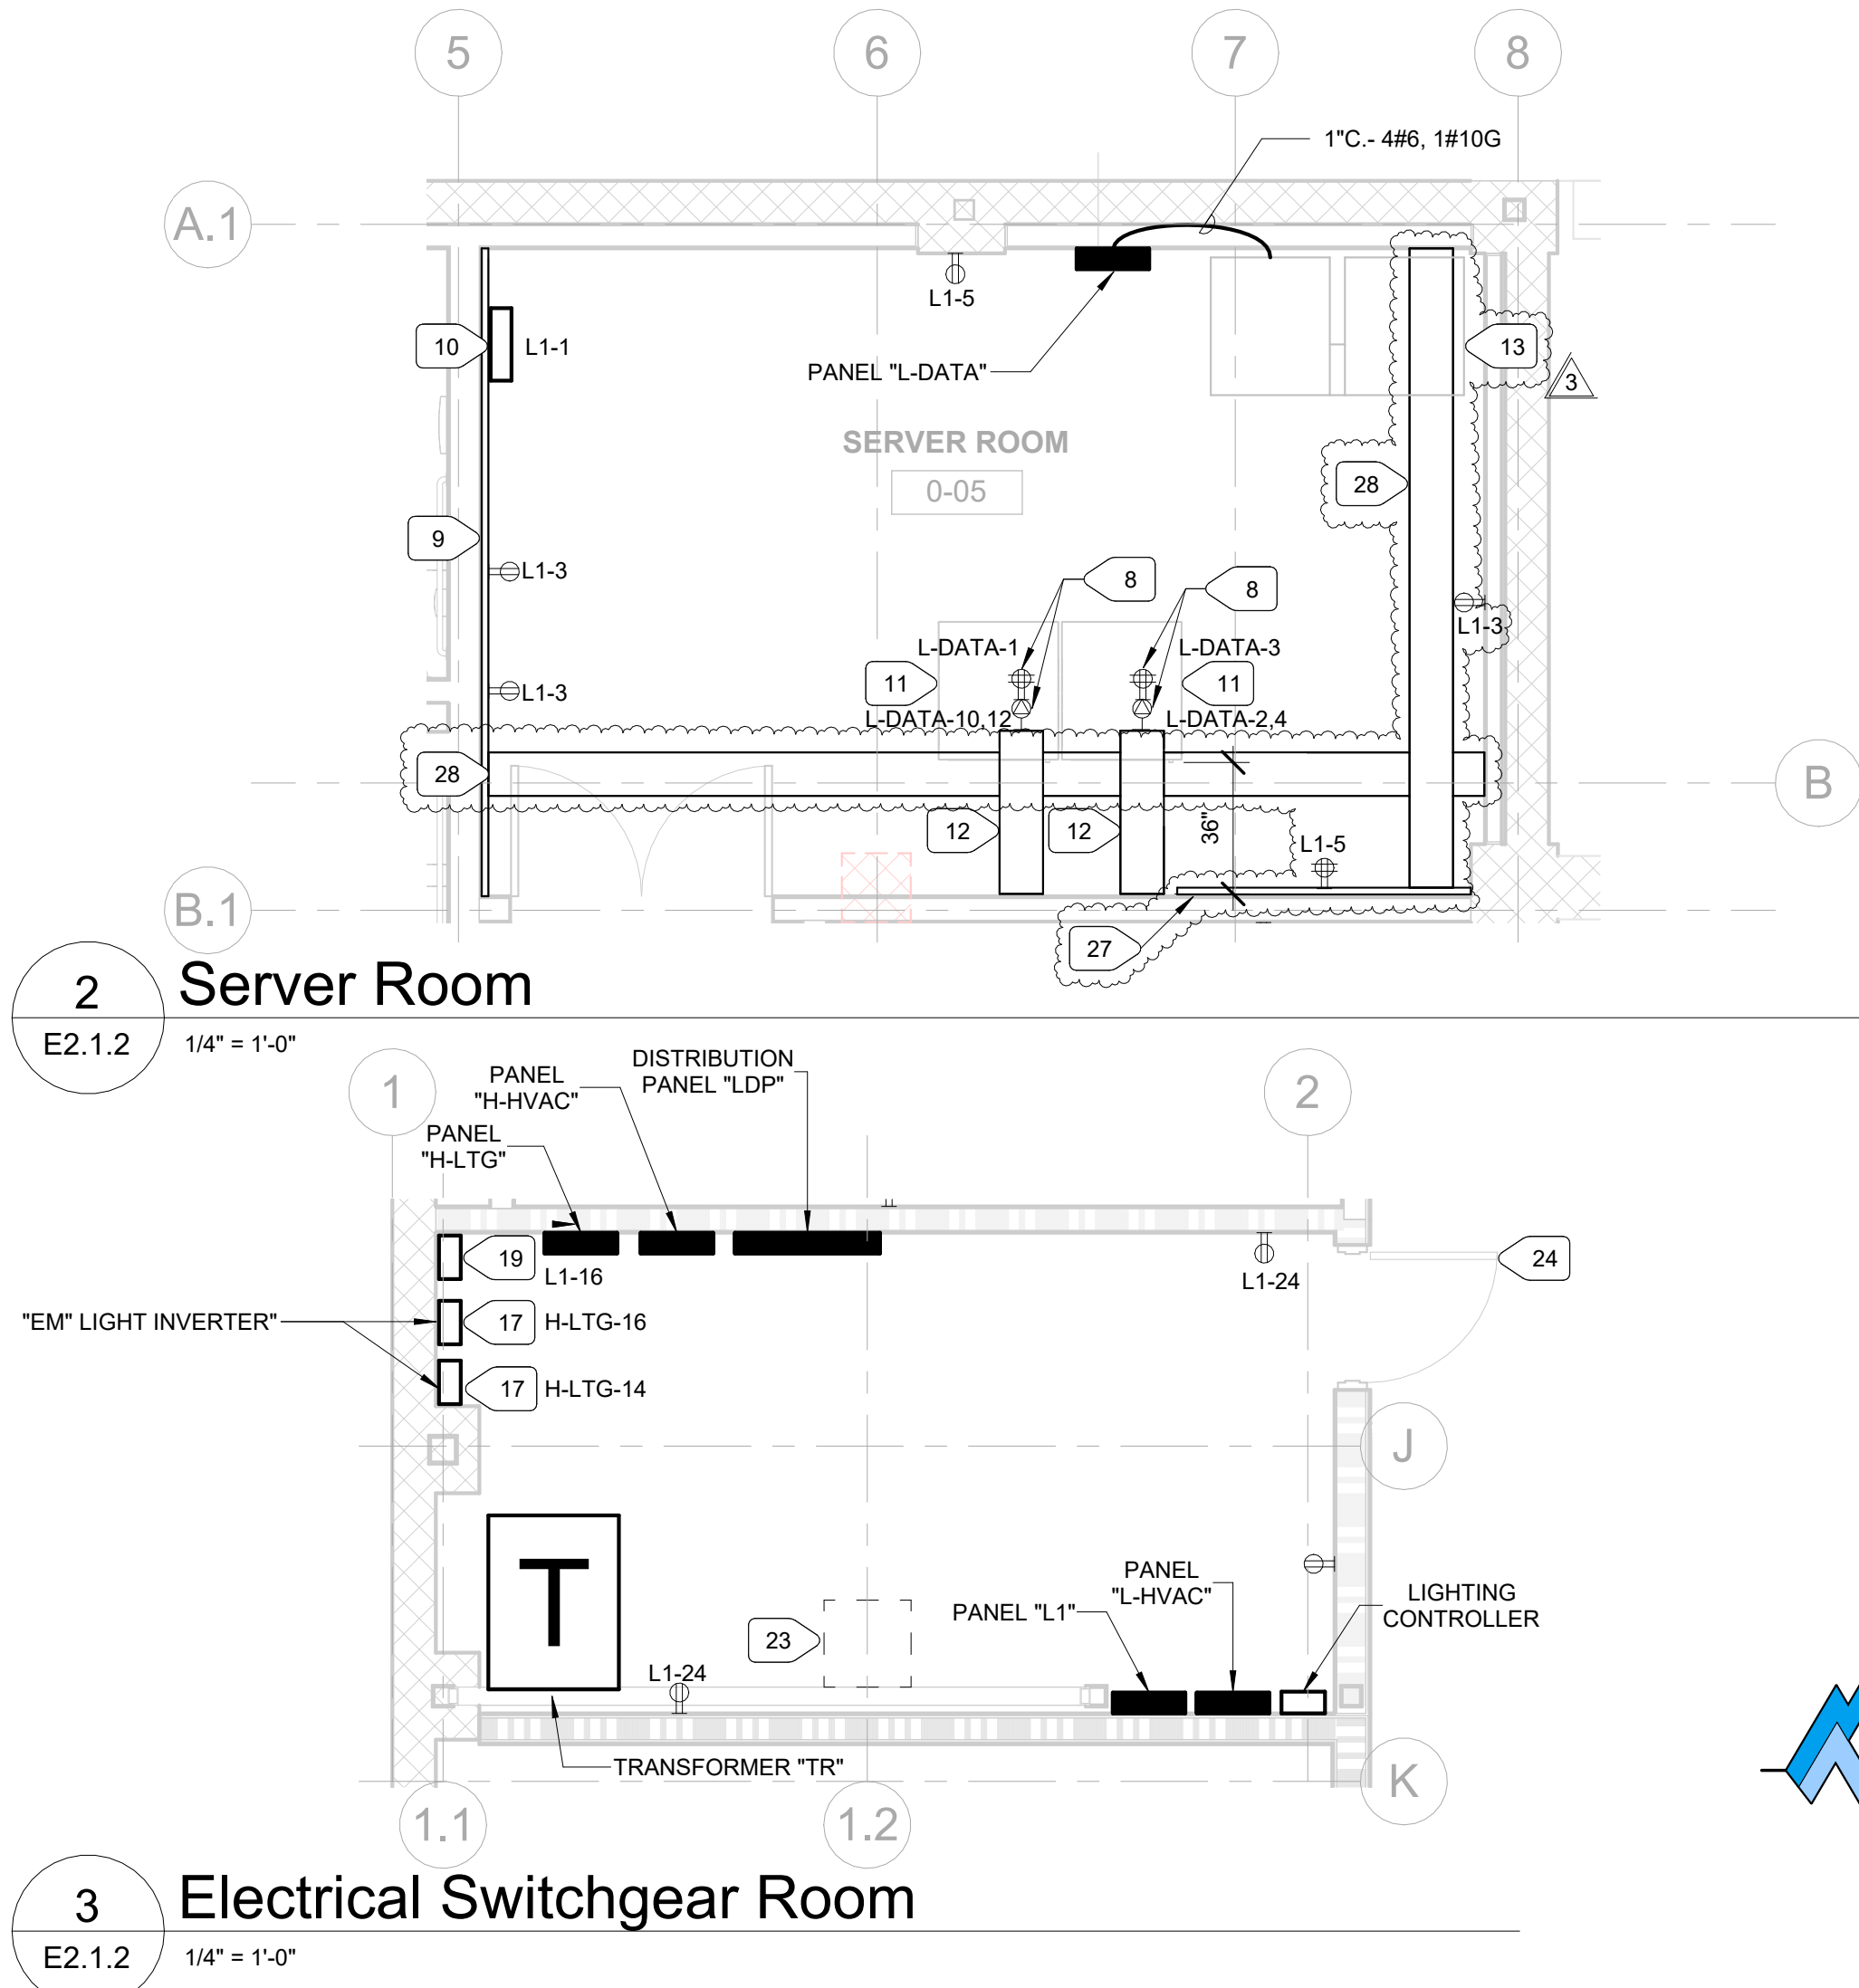 5
6
7
8
1"C.- 4#6, 1#10G
A.1
L1-5
10
L1-1
13
PANEL "L-DATA"
3
SERVER ROOM
0-05
28
9
L1-3
8
8
L1-3
L-DATA-1
L-DATA-3
11
11
L1-3
L-DATA-10,12
L-DATA-2,4
28
B
12
12
36"
L1-5
B.1
27
2
Server Room
E2.1.2
1/4" = 1'-0"
1
PANEL
"H-HVAC"
DISTRIBUTION
PANEL "LDP"
2
PANEL
"H-LTG"
19
L1-16
L1-24
24
"EM" LIGHT INVERTER"
17
H-LTG-16
17
H-LTG-14
J
T
PANEL
"L-HVAC"
PANEL "L1"
LIGHTING
CONTROLLER
23
L1-24
TRANSFORMER "TR"
K
1.1
1.2
3
Electrical Switchgear Room
E2.1.2
1/4" = 1'-0"